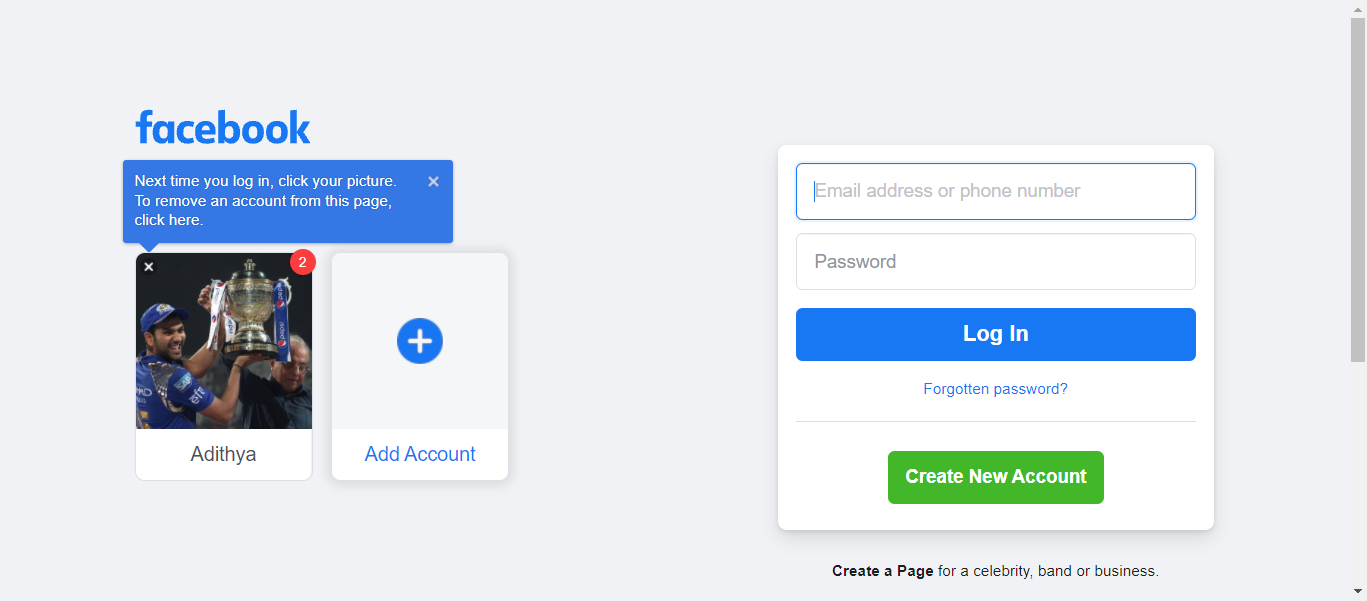 facebook
Next time you log in, click your picture.
To remove an account from this page,
click here.
2
Adithya
Add Account
Email address or phone number
Password
Log In
Forgotten password?
Create New Account
Create a Page for a celebrity, band or business.